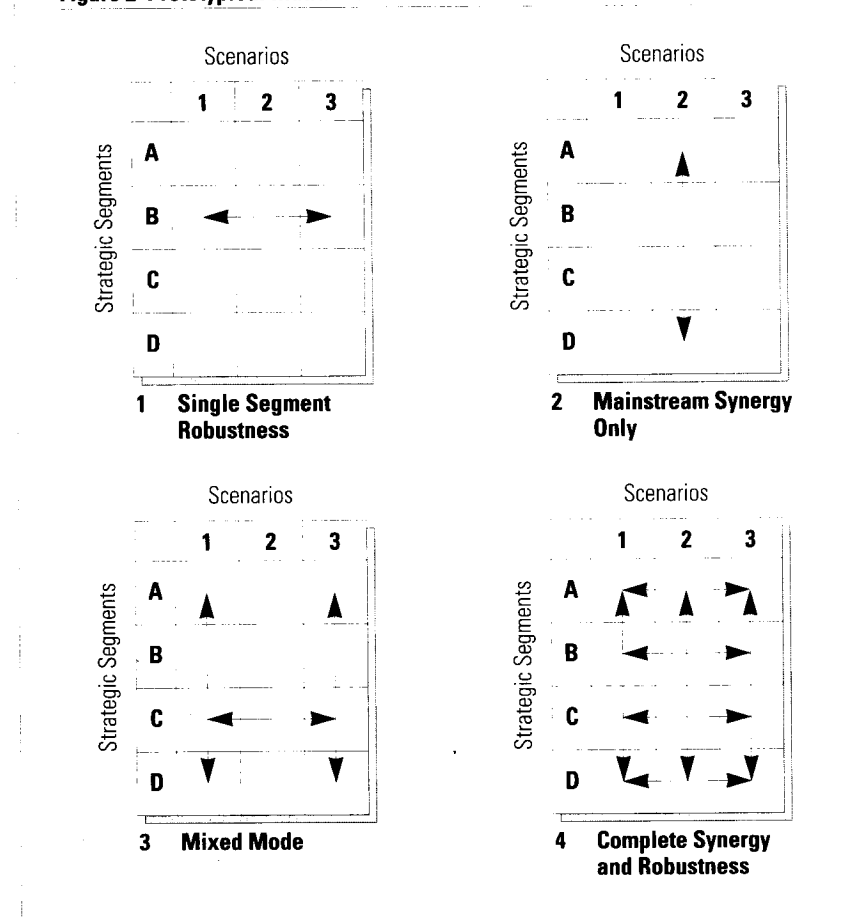 Scenarios
1 2 3
Strategic Segments
A
B
C
D
1 Single Segment
Robustness
Scenarios
1 2 3
Strategic Segments
A
B
C
D
2 Mainstream Synergy
Only
Scenarios
1 2 3
Strategic Segments
A
B
C
D
3 Mixed Mode
Scenarios
1 2 3
Strategic Segments
A
B
C
D
4 Complete Synergy
and Robustness